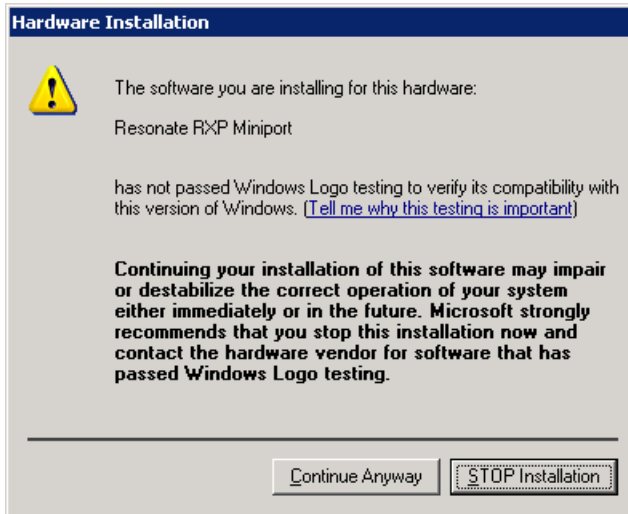 Hardware Installation
The software you are installing for this hardware:
Resonate RXP Miniport
has not passed Windows Logo testing to verify its compatibility with
this version of Windows. (Tell me why this testing is important)
Continuing your installation of this software may impair
or destabilize the correct operation of your system
either immediately or in the future. Microsoft strongly
recommends that you stop this installation now and
contact the hardware vendor for software that has
passed Windows Logo testing.
Continue Anyway
STOP Installation